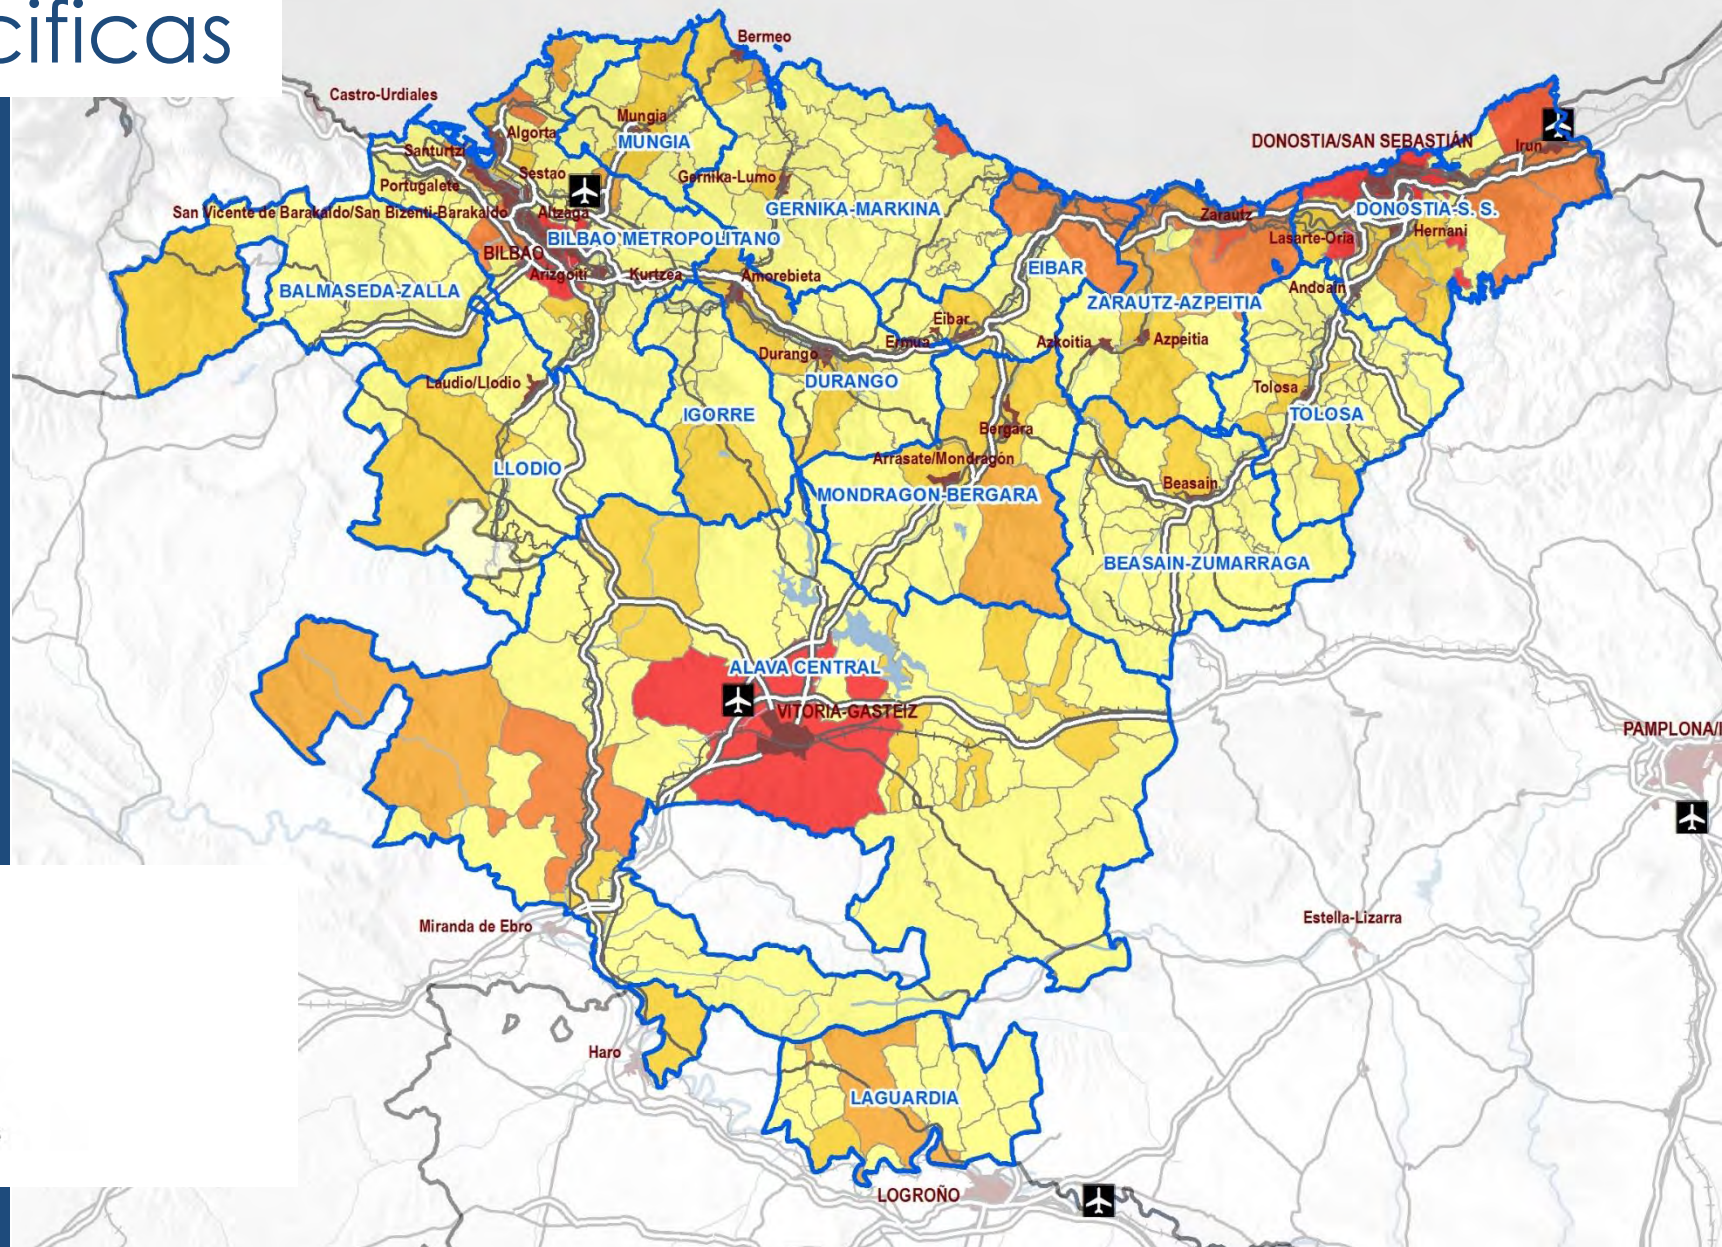 cificas
Bermeo
Castro-Urdiales
Mungia
Algorta
MUNGIA
DONOSTIA/SAN SEBASTIÁN
Irun
Santurtzi
Sestao
Gernika-Lumo
Portugalete
San Vicente de Barakaldo/San Bizenti-Barakaldo
Altzaga
GERNIKA-MARKINA
Zarautz
DONOSTIA-S. S.
BILBAO METROPOLITANO
Lasarte-Oria
Hernani
BILBAO
Arizgoiti
Kurtzea
Amorebieta
EIBAR
BALMASEDA-ZALLA
ZARAUTZ-AZPEITIA
Andoain
Eibar
Ermua
Azkoitia
Azpeitia
Durango
Laudio/Llodio
DURANGO
Tolosa
IGORRE
TOLOSA
Bergara
Arrasate/Mondragón
LLODIO
MONDRAGON-BERGARA
Beasain
BEASAIN-ZUMARRAGA
ALAVA CENTRAL
VITORIA-GASTEIZ
PAMPLONA/I
Miranda de Ebro
Estella-Lizarra
Haro
LAGUARDIA
LOGROÑO